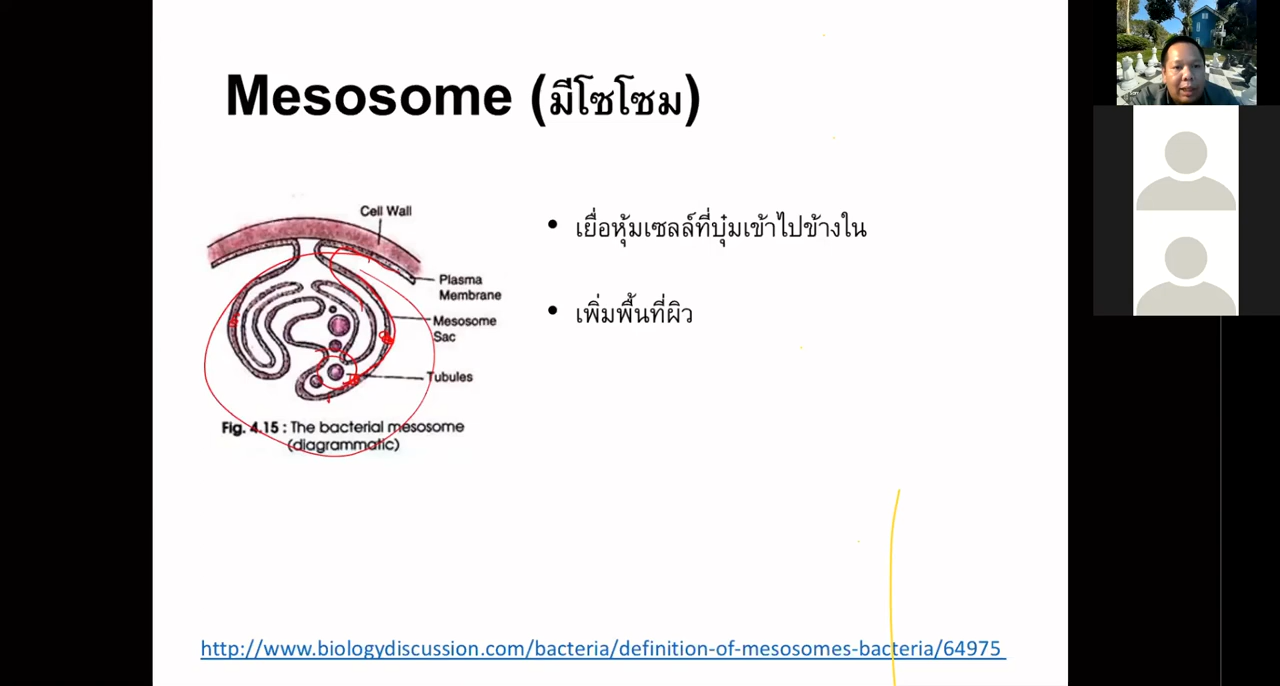 Mesosome (มีโซโซม)
Cell Wall
Plasma
Membrane
Mesosome
Sac
Tubules
Fig. 4.15 : The bacterial mesosome
(diagrammatic)
• เยื่อหุ้มเซลล์ที่บุ๋มเข้าไปข้างใน
• เพิ่มพื้นที่ผิว
http://www.biologydiscussion.com/bacteria/definition-of-mesosomes-bacteria/64975